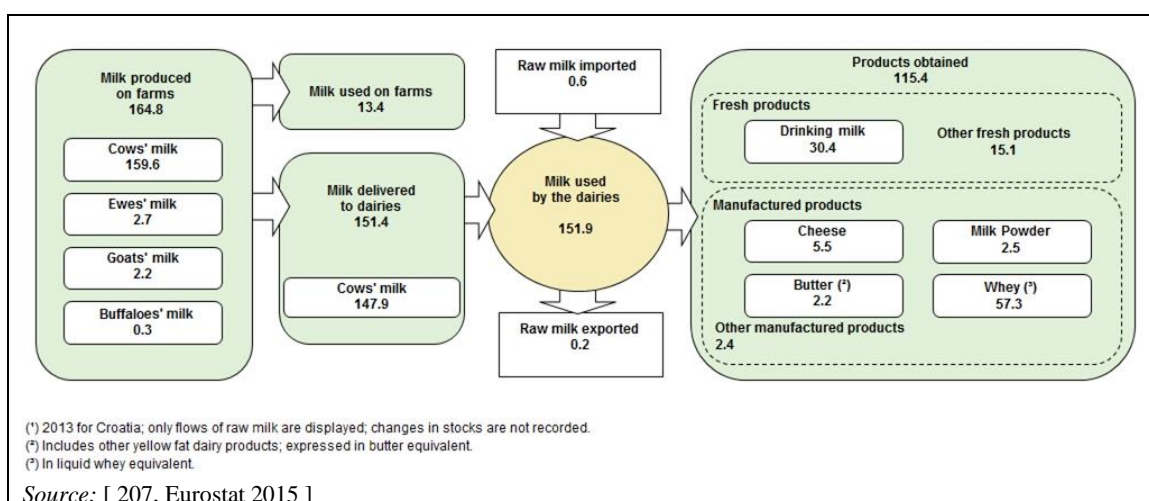 Milk produced
on farms
164.8
Cows' milk
159.6
Ewes' milk
2.7
Goats' milk
2.2
Buffaloes' milk
0.3
Milk used on farms
13.4
Milk delivered
to dairies
151.4
Cows' milk
147.9
Raw milk imported
0.6
Milk used
by the dairies
151.9
Raw milk exported
0.2
Products obtained
115.4
Fresh products
Drinking milk
30.4
Other fresh products
15.1
Manufactured products
Cheese
5.5
Milk Powder
2.5
Butter (²)
2.2
Whey (³)
57.3
Other manufactured products
2.4
(¹) 2013 for Croatia; only flows of raw milk are displayed; changes in stocks are not recorded.
(²) Includes other yellow fat dairy products; expressed in butter equivalent.
(³) In liquid whey equivalent.
Source: [ 207, Eurostat 2015 ]